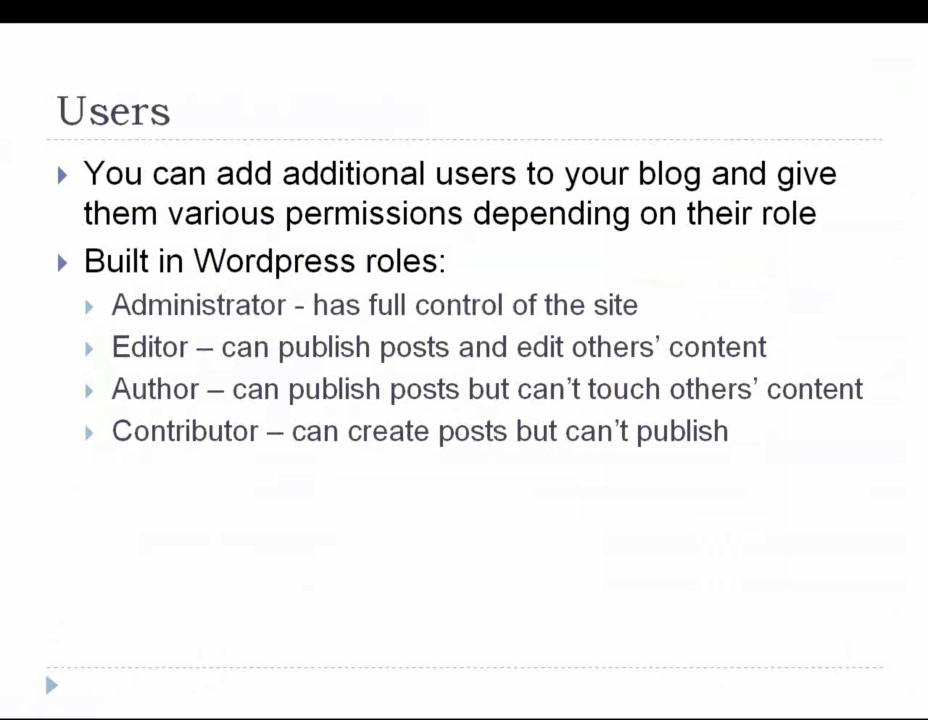 Users
You can add additional users to your blog and give
them various permissions depending on their role
Built in Wordpress roles:
Administrator - has full control of the site
Editor – can publish posts and edit others’ content
Author – can publish posts but can’t touch others’ content
Contributor – can create posts but can’t publish